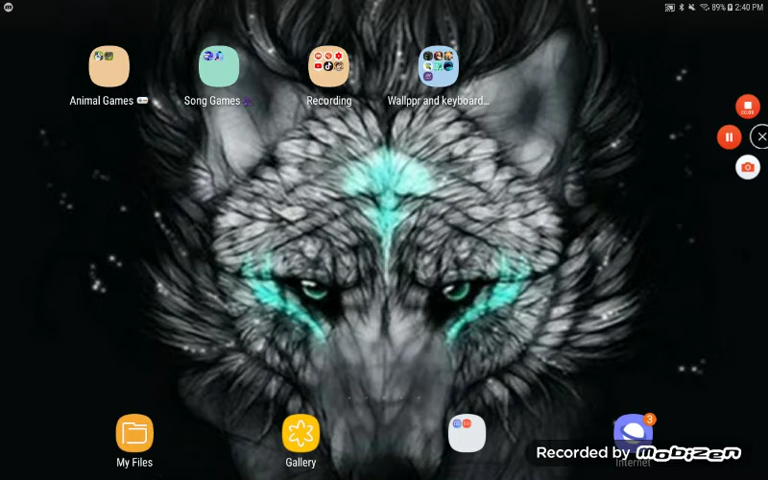 89% 2:40 PM
Animal Games
Song Games
Recording
Wallppr and keyboard...
3
My Files
Gallery
Internet
Recorded by mobizen